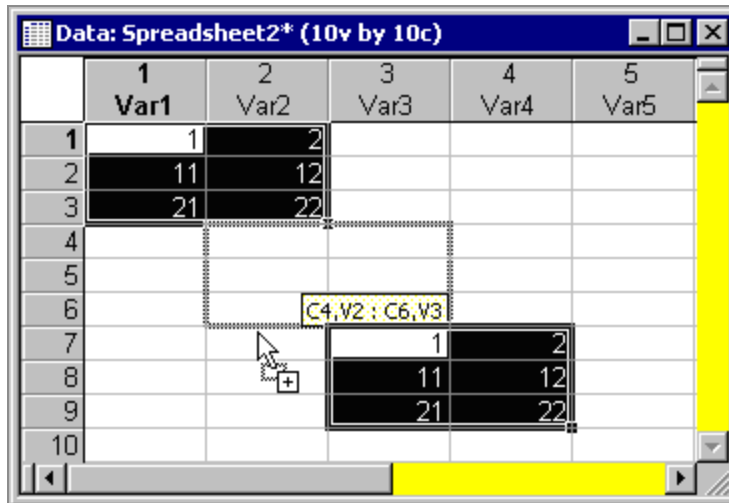 Data: Spreadsheet2* (10v by 10c)
1 2 3 4 5
Var1 Var2 Var3 Var4 Var5
1 1 2
2 11 12
3 21 22
4
5
6 C4,V2 : C6,V3
7 1 2
8 11 12
9 21 22
10